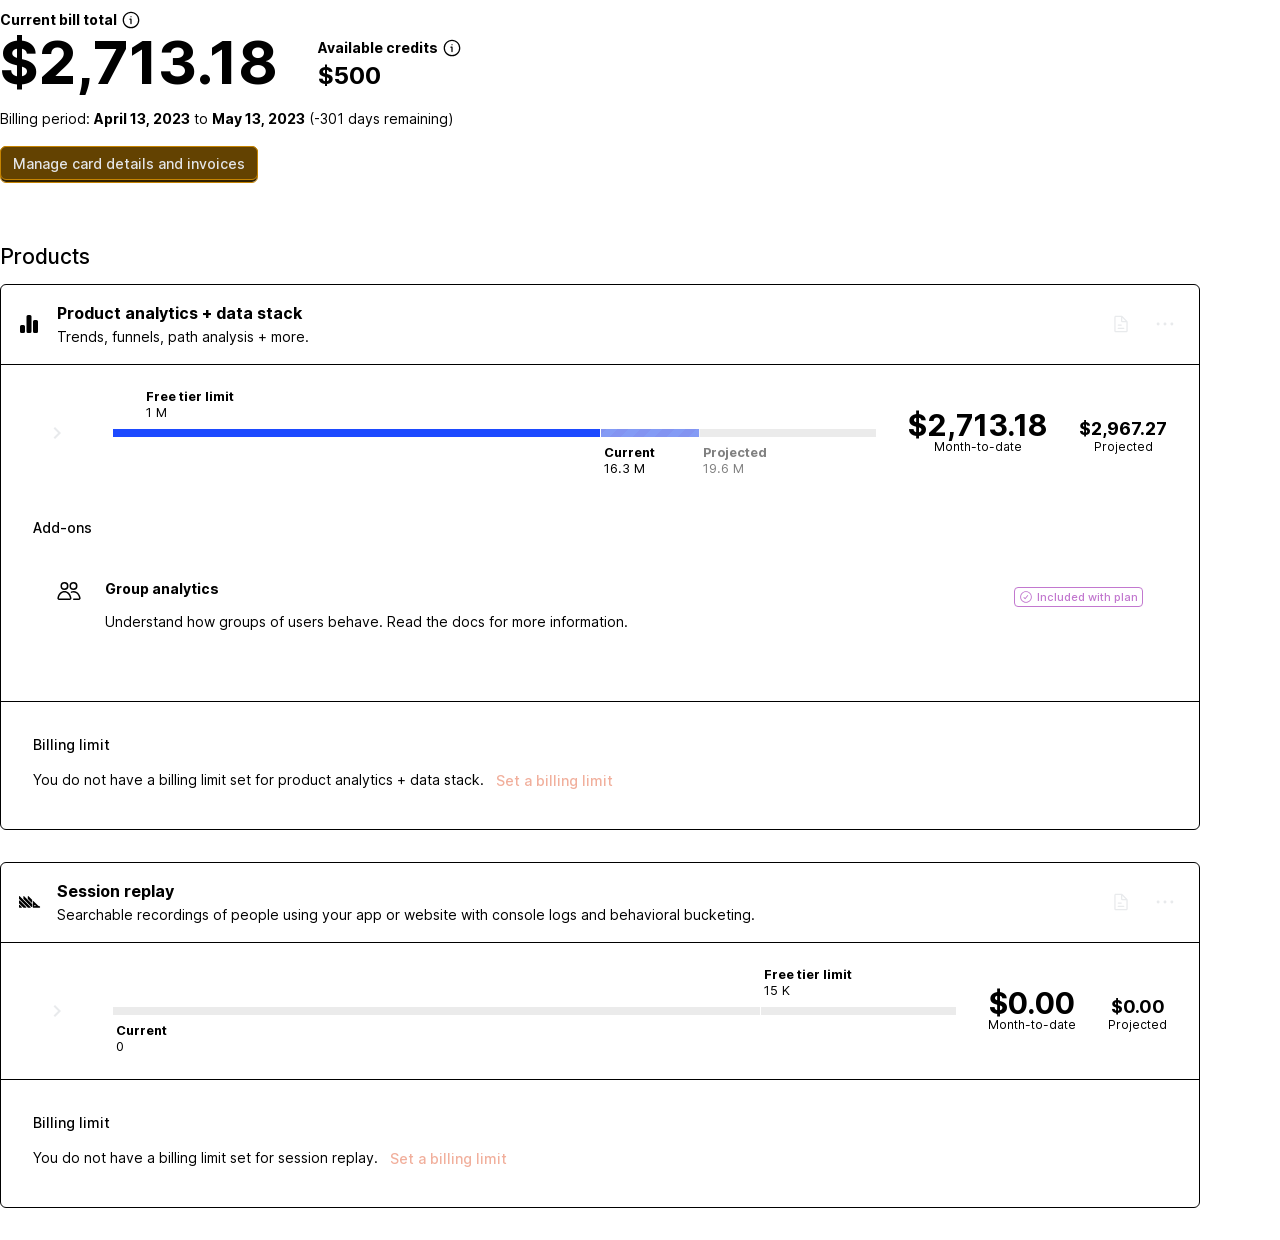 Current bill total
$2,713.18
Available credits
$500
Billing period: April 13, 2023 to May 13, 2023 (-301 days remaining)
Manage card details and invoices
Products
Product analytics + data stack
Trends, funnels, path analysis + more.
Free tier limit
1 M
Current
16.3 M
Projected
19.6 M
$2,713.18
Month-to-date
$2,967.27
Projected
Add-ons
Group analytics
Included with plan
Understand how groups of users behave. Read the docs for more information.
Billing limit
You do not have a billing limit set for product analytics + data stack. Set a billing limit
Session replay
Searchable recordings of people using your app or website with console logs and behavioral bucketing.
Free tier limit
15 K
Current
0
$0.00
Month-to-date
$0.00
Projected
Billing limit
You do not have a billing limit set for session replay. Set a billing limit